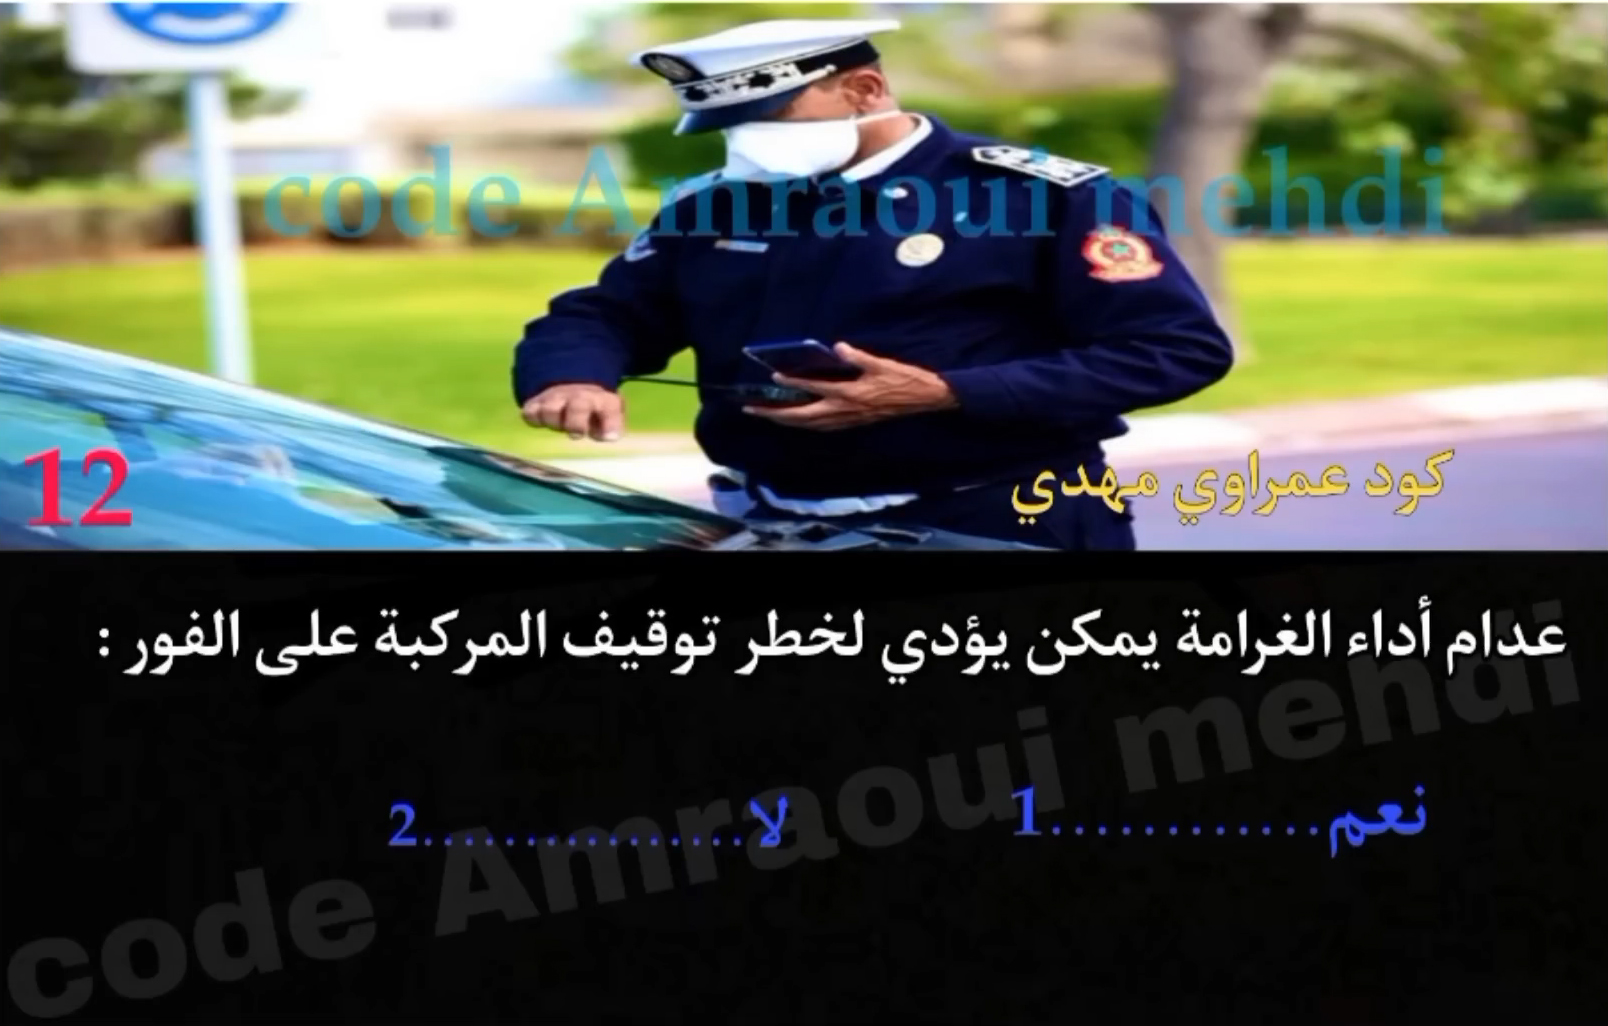 code Amraoui mehdi
12
كود عمراوي مهدي
عدام أداء الغرامة يمكن يؤدي لخطر توقيف المركبة على الفور :
نعم............1
لا................2
code Amraoui mehdi